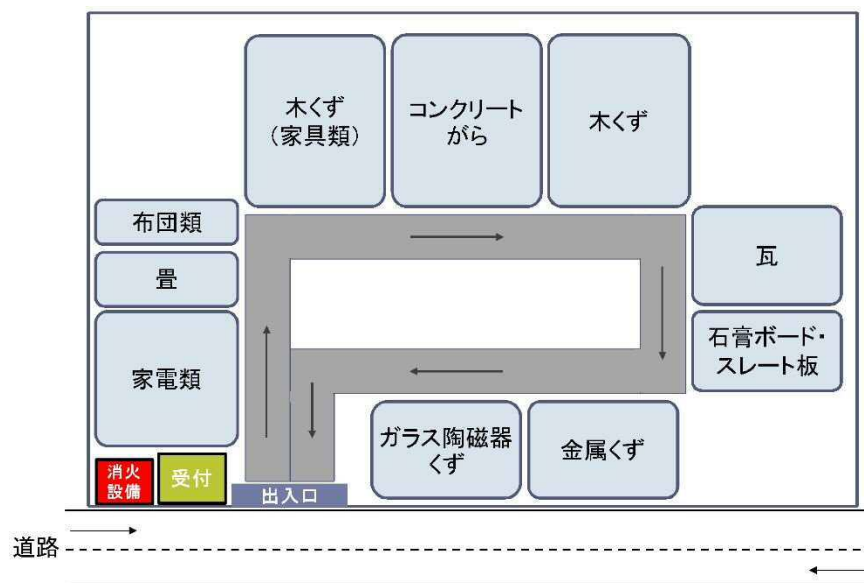 木くず
（家具類）
コンクリート
がら
木くず
布団類
畳
家電類
瓦
石膏ボード・
スレート板
ガラス陶磁器
くず
金属くず
消火
設備
受付
出入口
道路